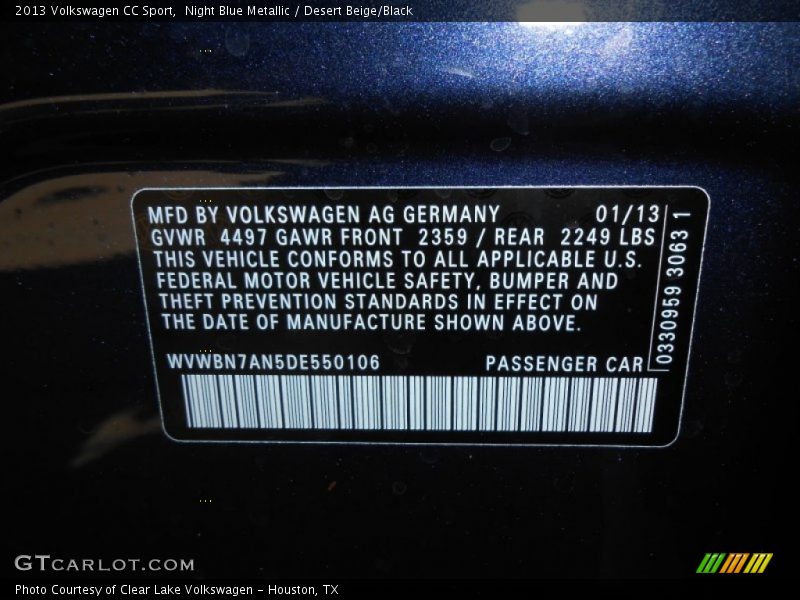 2013 Volkswagen CC Sport,  Night Blue Metallic / Desert Beige/Black
MFD BY VOLKSWAGEN AG GERMANY 01/13
GVWR 4497 GAWR FRONT 2359 / REAR 2249 LBS
THIS VEHICLE CONFORMS TO ALL APPLICABLE U.S.
FEDERAL MOTOR VEHICLE SAFETY, BUMPER AND
THEFT PREVENTION STANDARDS IN EFFECT ON
THE DATE OF MANUFACTURE SHOWN ABOVE.
WVWBN7AN5DE550106 PASSENGER CAR
0330959 30631
GTCARLOT.COM
Photo Courtesy of Clear Lake Volkswagen - Houston, TX